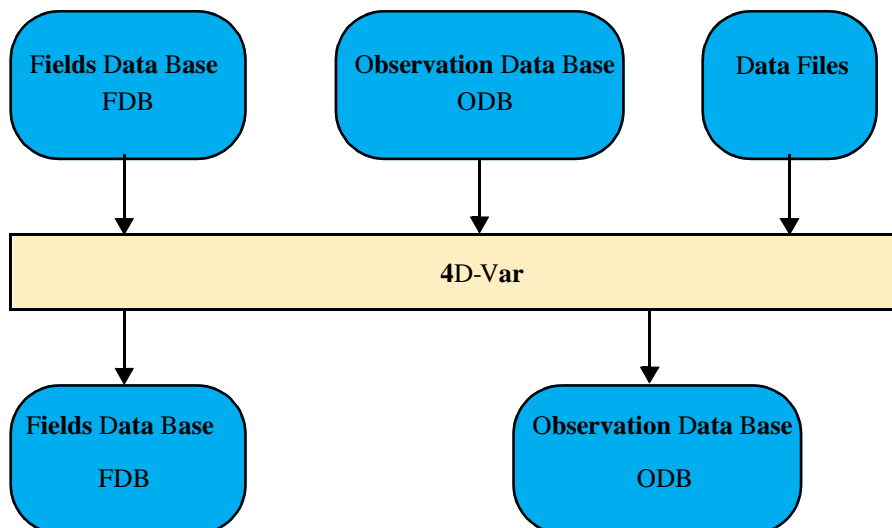 Fields Data Base
FDB
Observation Data Base
ODB
Data Files
4D-Var
Fields Data Base
FDB
Observation Data Base
ODB